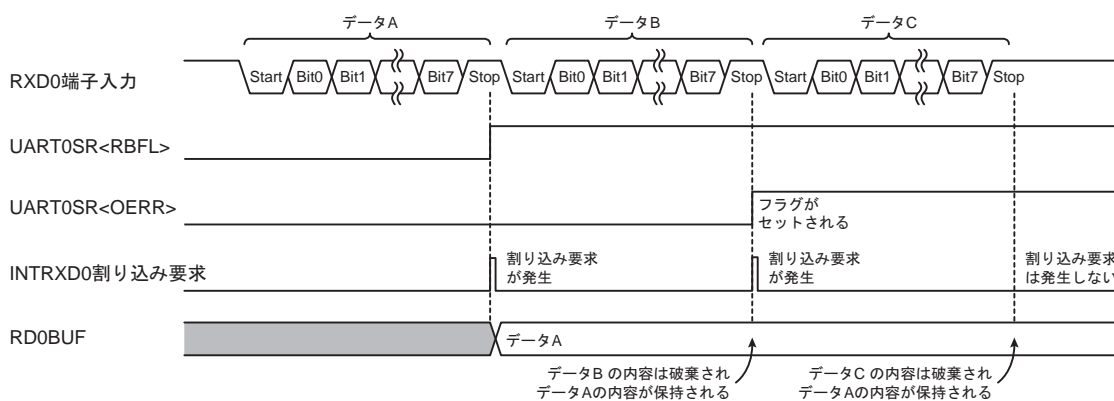 データA データB データC
RXD0端子入力 Start Bit0 Bit1 Bit7 Stop Start Bit0 Bit1 Bit7 Stop Start Bit0 Bit1 Bit7 Stop
UART0SR<RBFL>
UART0SR<OERR>
フラグが
セットされる
INTRXD0割り込み要求
割り込み要求
が発生
割り込み要求
が発生
割り込み要求
は発生しない
RD0BUF
データA
データB の内容は破棄され
データAの内容が保持される
データC の内容は破棄され
データAの内容が保持される